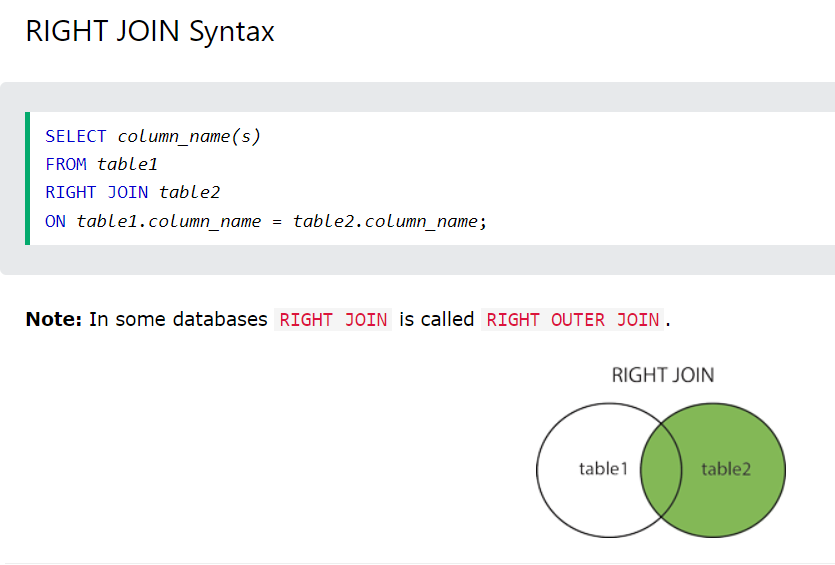 RIGHT JOIN Syntax
SELECT column_name(s)
FROM table1
RIGHT JOIN table2
ON table1.column_name = table2.column_name;
Note: In some databases RIGHT JOIN is called RIGHT OUTER JOIN.
RIGHT JOIN
table1 table2